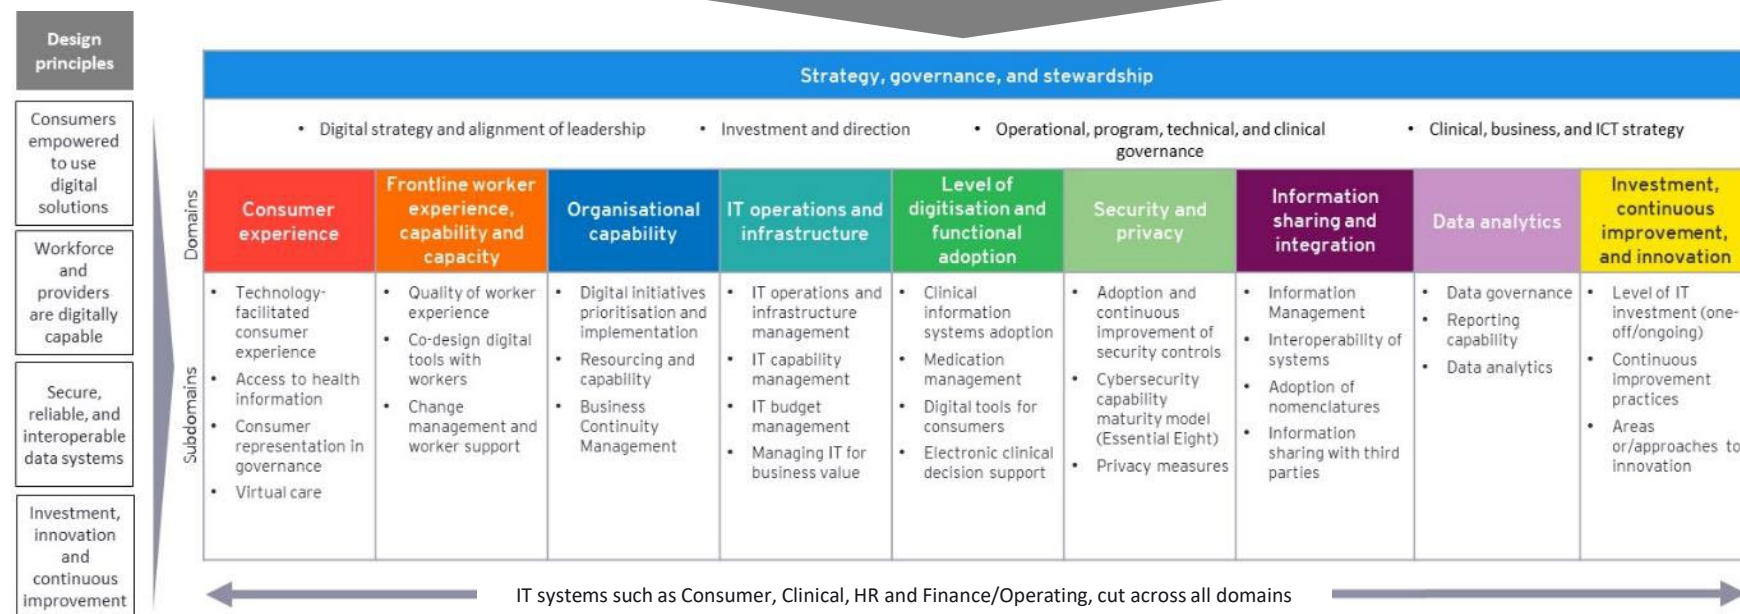 Design
principles
Consumers
empowered
to use
digital
solutions
Workforce
and
providers
are digitally
capable
Secure,
reliable, and
interoperable
data systems
Investment,
innovation
and
continuous
improvement
Strategy, governance, and stewardship
• Digital strategy and alignment of leadership
• Investment and direction
• Operational, program, technical, and clinical
governance
• Clinical, business, and ICT strategy
Domains
Consumer
experience
Frontline worker
experience,
capability and
capacity
Organisational
capability
IT operations and
infrastructure
Level of
digitisation and
functional
adoption
Security and
privacy
Information
sharing and
integration
Data analytics
Investment,
continuous
improvement,
and innovation
Subdomains
• Technology-
facilitated
consumer
experience
• Access to health
information
• Consumer
representation in
governance
• Virtual care
• Quality of worker
experience
• Co-design digital
tools with
workers
• Change
management and
worker support
• Digital initiatives
prioritisation and
implementation
• Resourcing and
capability
• Business
Continuity
Management
• IT operations and
infrastructure
management
• IT capability
management
• IT budget
management
• Managing IT for
business value
• Clinical
information
systems adoption
• Medication
management
• Digital tools for
consumers
• Electronic clinical
decision support
• Adoption and
continuous
improvement of
security controls
• Cybersecurity
capability
maturity model
(Essential Eight)
• Privacy measures
• Information
Management
• Interoperability of
systems
• Adoption of
nomenclatures
• Information
sharing with third
parties
• Data governance
• Reporting
capability
• Data analytics
• Level of IT
investment (one-
off/ongoing)
• Continuous
improvement
practices
• Areas
or/approaches to
innovation
IT systems such as Consumer, Clinical, HR and Finance/Operating, cut across all domains